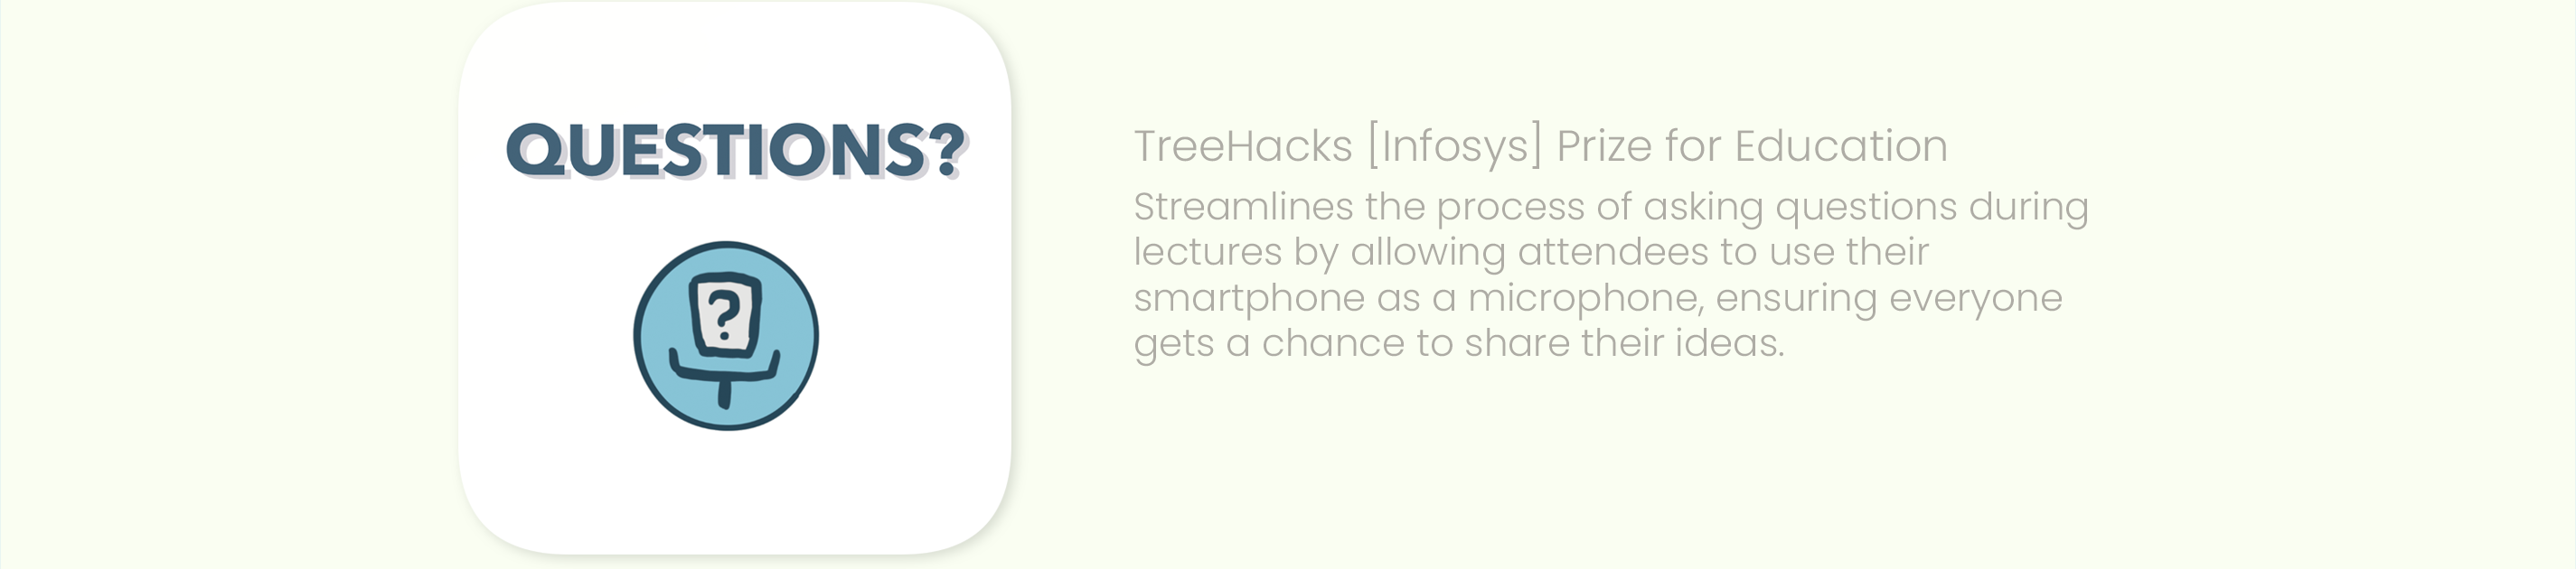 QUESTIONS?
?
TreeHacks [Infosys] Prize for Education
Streamlines the process of asking questions during
lectures by allowing attendees to use their
smartphone as a microphone, ensuring everyone
gets a chance to share their ideas.